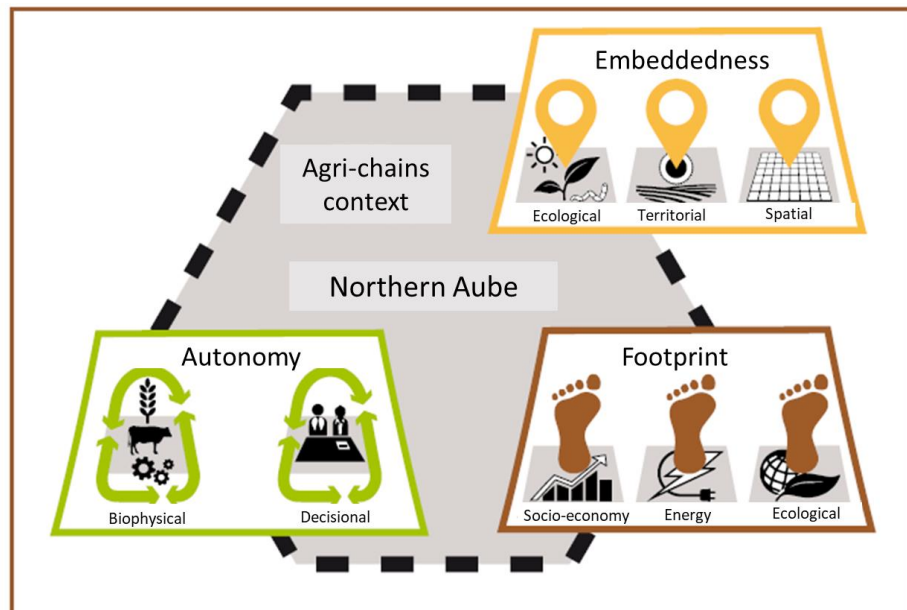 Embeddedness
Ecological
Territorial
Spatial
Agri-chains
context
Northern Aube
Autonomy
Biophysical
Decisional
Footprint
Socio-economy
Energy
Ecological